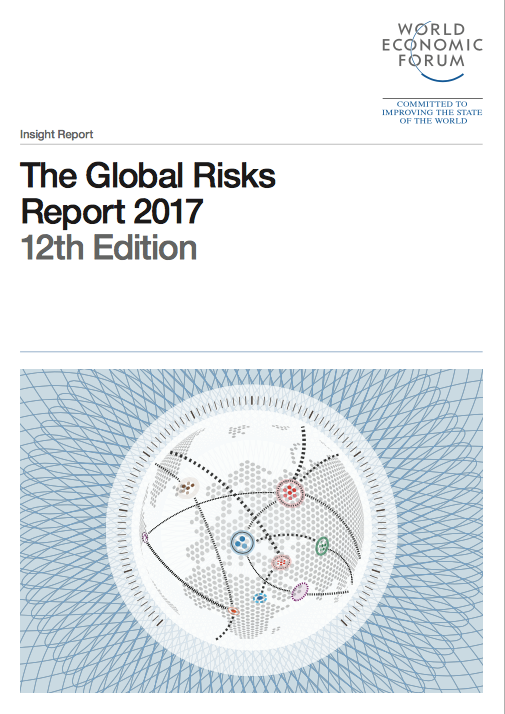 WORLD
ECONOMIC
FORUM
COMMITTED TO
IMPROVING THE STATE
OF THE WORLD
Insight Report
The Global Risks
Report 2017
12th Edition